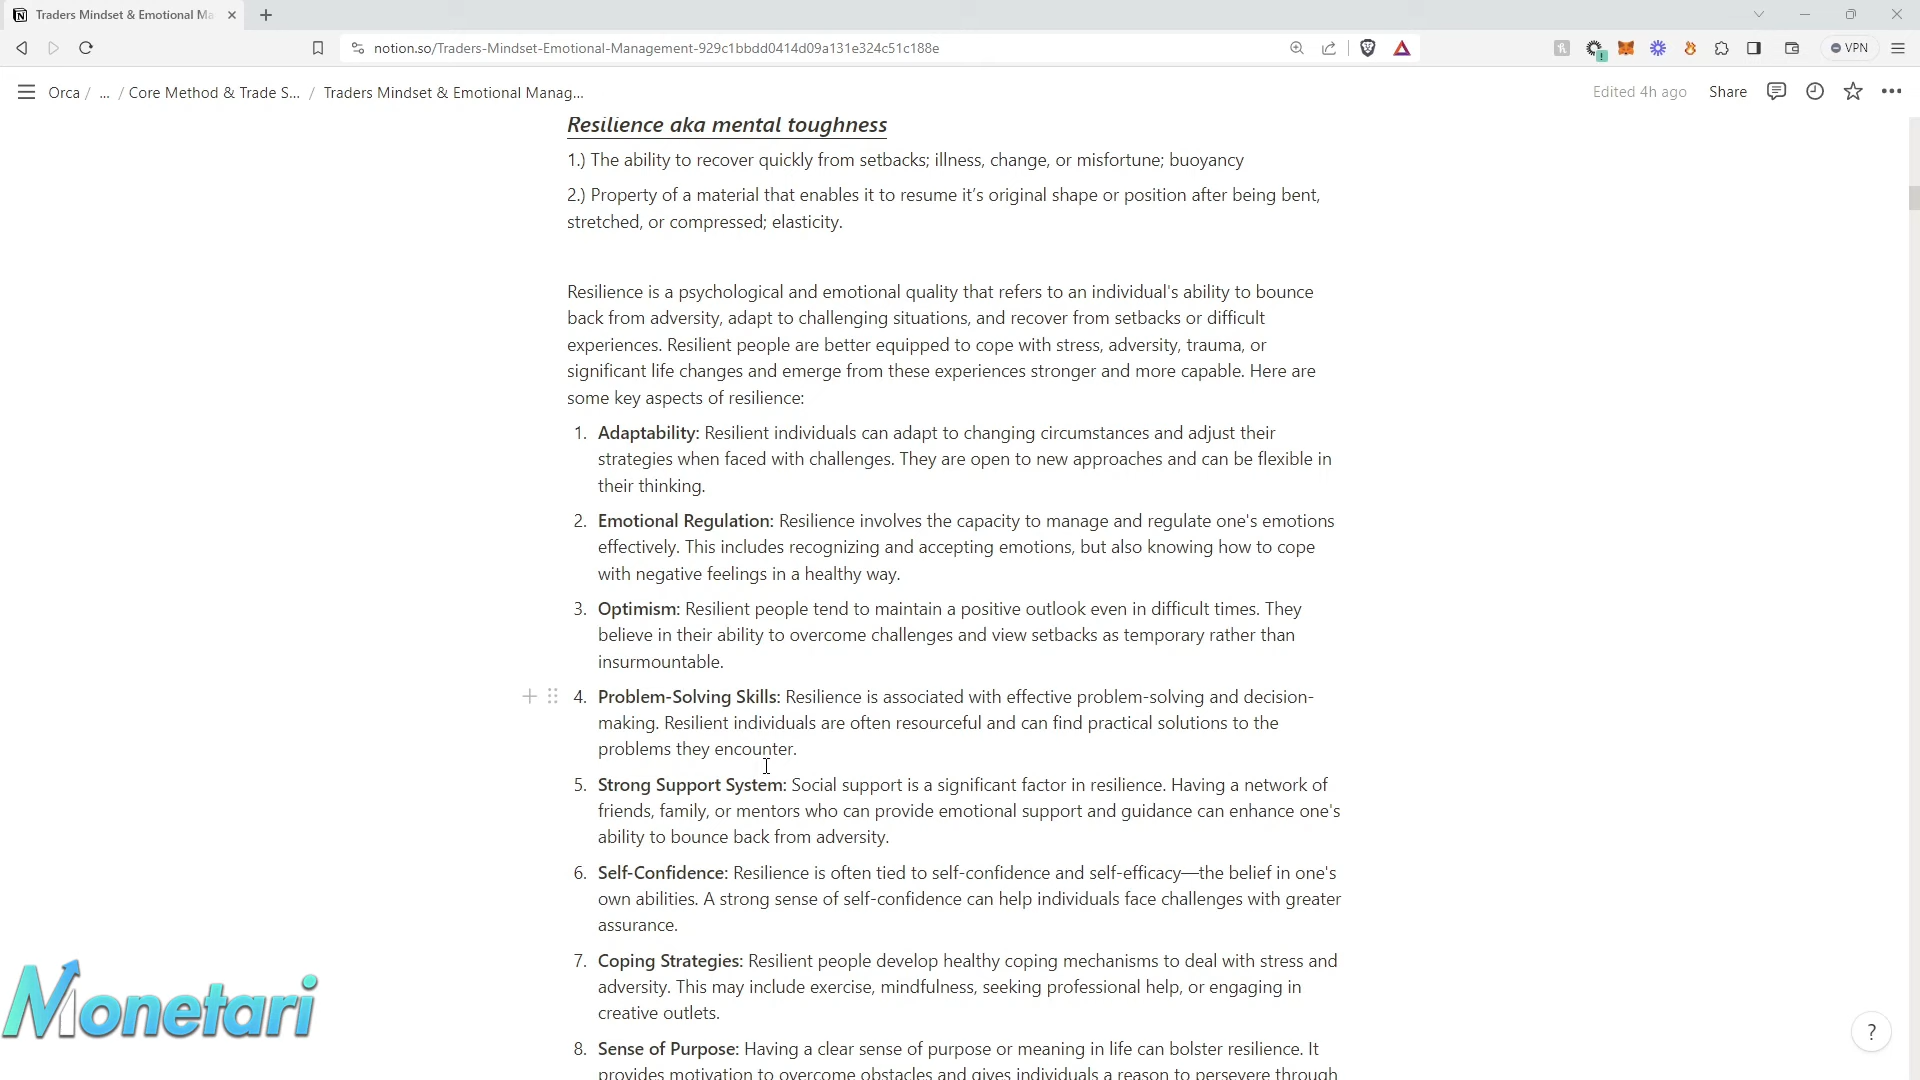 Traders Mindset & Emotional Ma
notion.so/Traders-Mindset-Emotional-Management-929c1bbdd0414d09a131e324c51c188e
VPN
Orca / ... / Core Method & Trade S... / Traders Mindset & Emotional Manag...
Edited 4h ago Share
Resilience aka mental toughness
1.) The ability to recover quickly from setbacks; illness, change, or misfortune; buoyancy
2.) Property of a material that enables it to resume it's original shape or position after being bent,
stretched, or compressed; elasticity.
Resilience is a psychological and emotional quality that refers to an individual's ability to bounce
back from adversity, adapt to challenging situations, and recover from setbacks or difficult
experiences. Resilient people are better equipped to cope with stress, adversity, trauma, or
significant life changes and emerge from these experiences stronger and more capable. Here are
some key aspects of resilience:
1. Adaptability: Resilient individuals can adapt to changing circumstances and adjust their
strategies when faced with challenges. They are open to new approaches and can be flexible in
their thinking.
2. Emotional Regulation: Resilience involves the capacity to manage and regulate one's emotions
effectively. This includes recognizing and accepting emotions, but also knowing how to cope
with negative feelings in a healthy way.
3. Optimism: Resilient people tend to maintain a positive outlook even in difficult times. They
believe in their ability to overcome challenges and view setbacks as temporary rather than
insurmountable.
4. Problem-Solving Skills: Resilience is associated with effective problem-solving and decision-
making. Resilient individuals are often resourceful and can find practical solutions to the
problems they encounter.
5. Strong Support System: Social support is a significant factor in resilience. Having a network of
friends, family, or mentors who can provide emotional support and guidance can enhance one's
ability to bounce back from adversity.
6. Self-Confidence: Resilience is often tied to self-confidence and self-efficacy—the belief in one's
own abilities. A strong sense of self-confidence can help individuals face challenges with greater
assurance.
7. Coping Strategies: Resilient people develop healthy coping mechanisms to deal with stress and
adversity. This may include exercise, mindfulness, seeking professional help, or engaging in
creative outlets.
8. Sense of Purpose: Having a clear sense of purpose or meaning in life can bolster resilience. It
provides motivation to overcome obstacles and gives individuals a reason to persevere through
Monetari
?